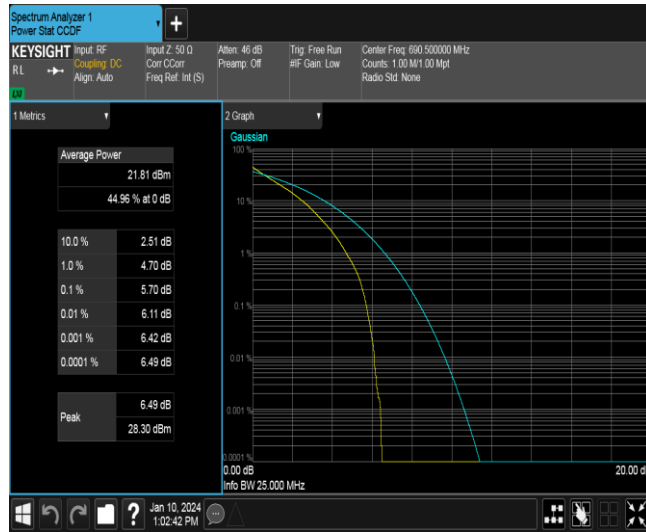 Spectrum Analyzer 1
Power Stat CCDF
+
KEYSIGHT
RL
LXI
Input: RF
Coupling: DC
Align: Auto
Input Z: 50 Ω
Corr CCorr
Freq Ref: Int (S)
Atten: 46 dB
Preamp: Off
Trig: Free Run
#IF Gain: Low
Center Freq: 690.500000 MHz
Counts: 1.00 M/1.00 Mpt
Radio Std: None
1 Metrics
Average Power
21.81 dBm
44.96 % at 0 dB
10.0 % 2.51 dB
1.0 % 4.70 dB
0.1 % 5.70 dB
0.01 % 6.11 dB
0.001 % 6.42 dB
0.0001 % 6.49 dB
Peak 6.49 dB
28.30 dBm
2 Graph
Gaussian
100 %
10 %
1 %
0.1 %
0.01 %
0.001 %
0.0001 %
0.00 dB 20.00 d
Info BW 25.000 MHz
? Jan 10, 2024
1:02:42 PM